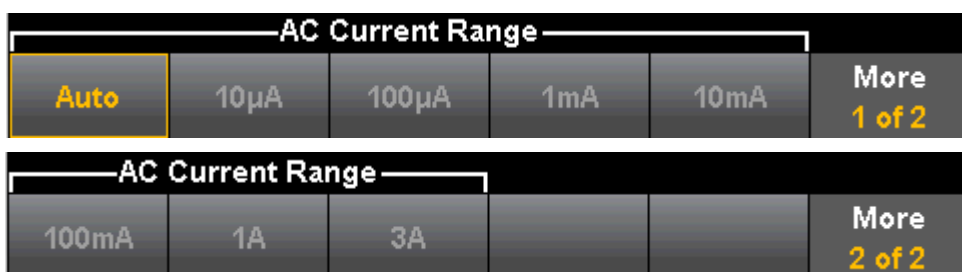 AC Current Range
Auto 10µA 100µA 1mA 10mA More
1 of 2
AC Current Range
100mA 1A 3A More
2 of 2